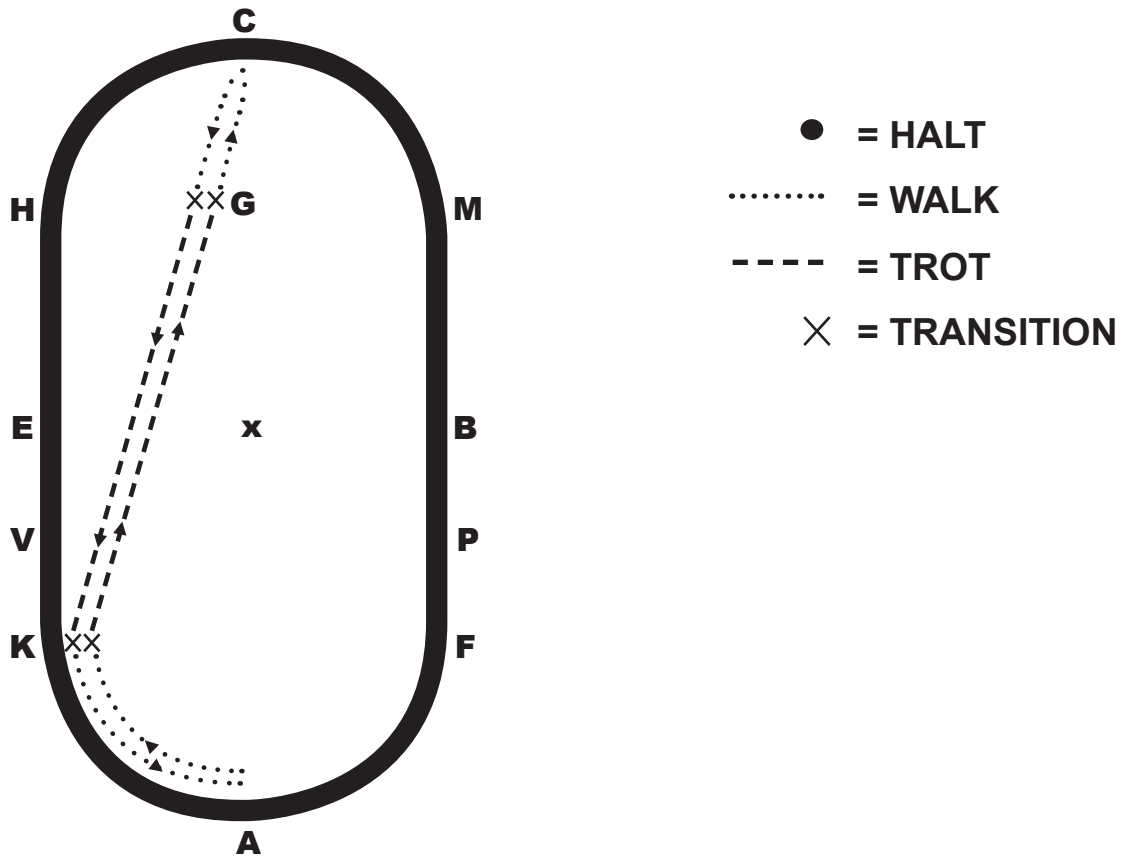 C
H
G
M
E
x
B
V
P
K
F
A
= HALT
= WALK
= TROT
= TRANSITION